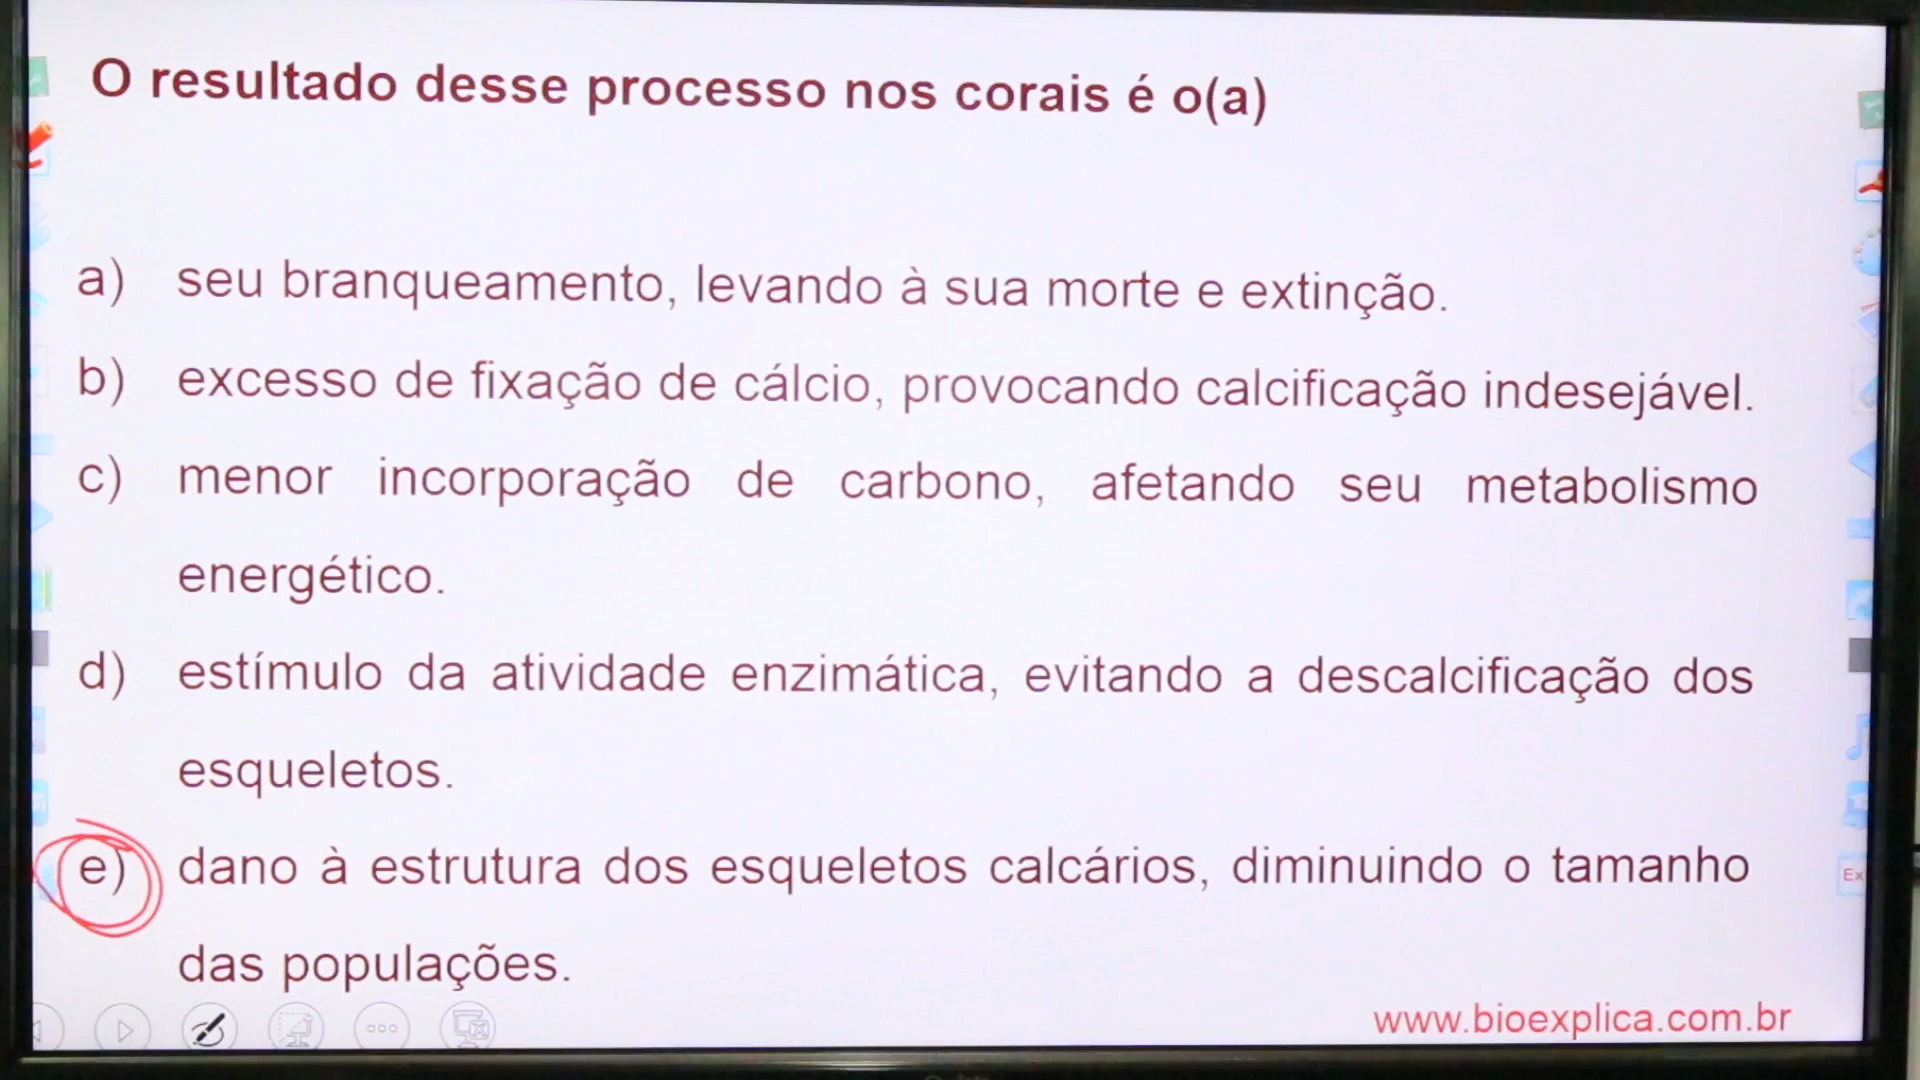 O resultado desse processo nos corais é o(a)
a) seu branqueamento, levando à sua morte e extinção.
b) excesso de fixação de cálcio, provocando calcificação indesejável.
c) menor incorporação de carbono, afetando seu metabolismo
energético.
d) estímulo da atividade enzimática, evitando a descalcificação dos
esqueletos.
e) dano à estrutura dos esqueletos calcários, diminuindo o tamanho
das populações.
Ex
www.bioexplica.com.br